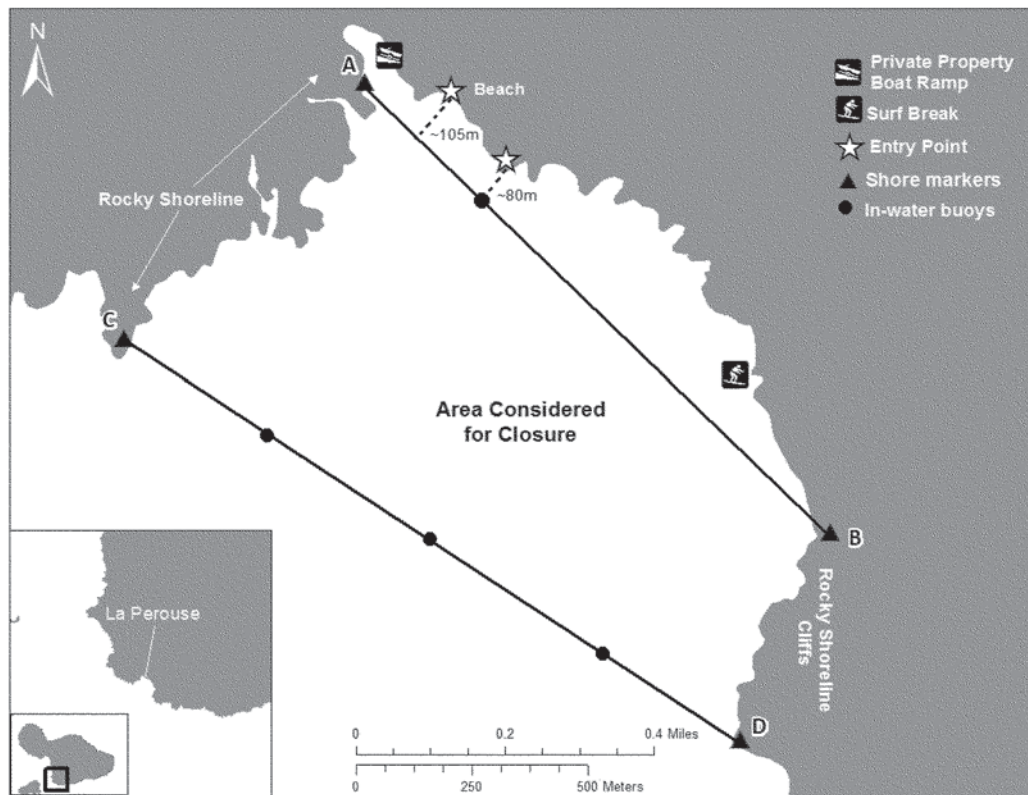 N
A
Beach
~105m
~80m
Private Property
Boat Ramp
Surf Break
Entry Point
Shore markers
In-water buoys
Rocky Shoreline
C
Area Considered
for Closure
B
Rocky Shoreline
Cliffs
La Perouse
D
0 0.2 0.4 Miles
0 250 500 Meters